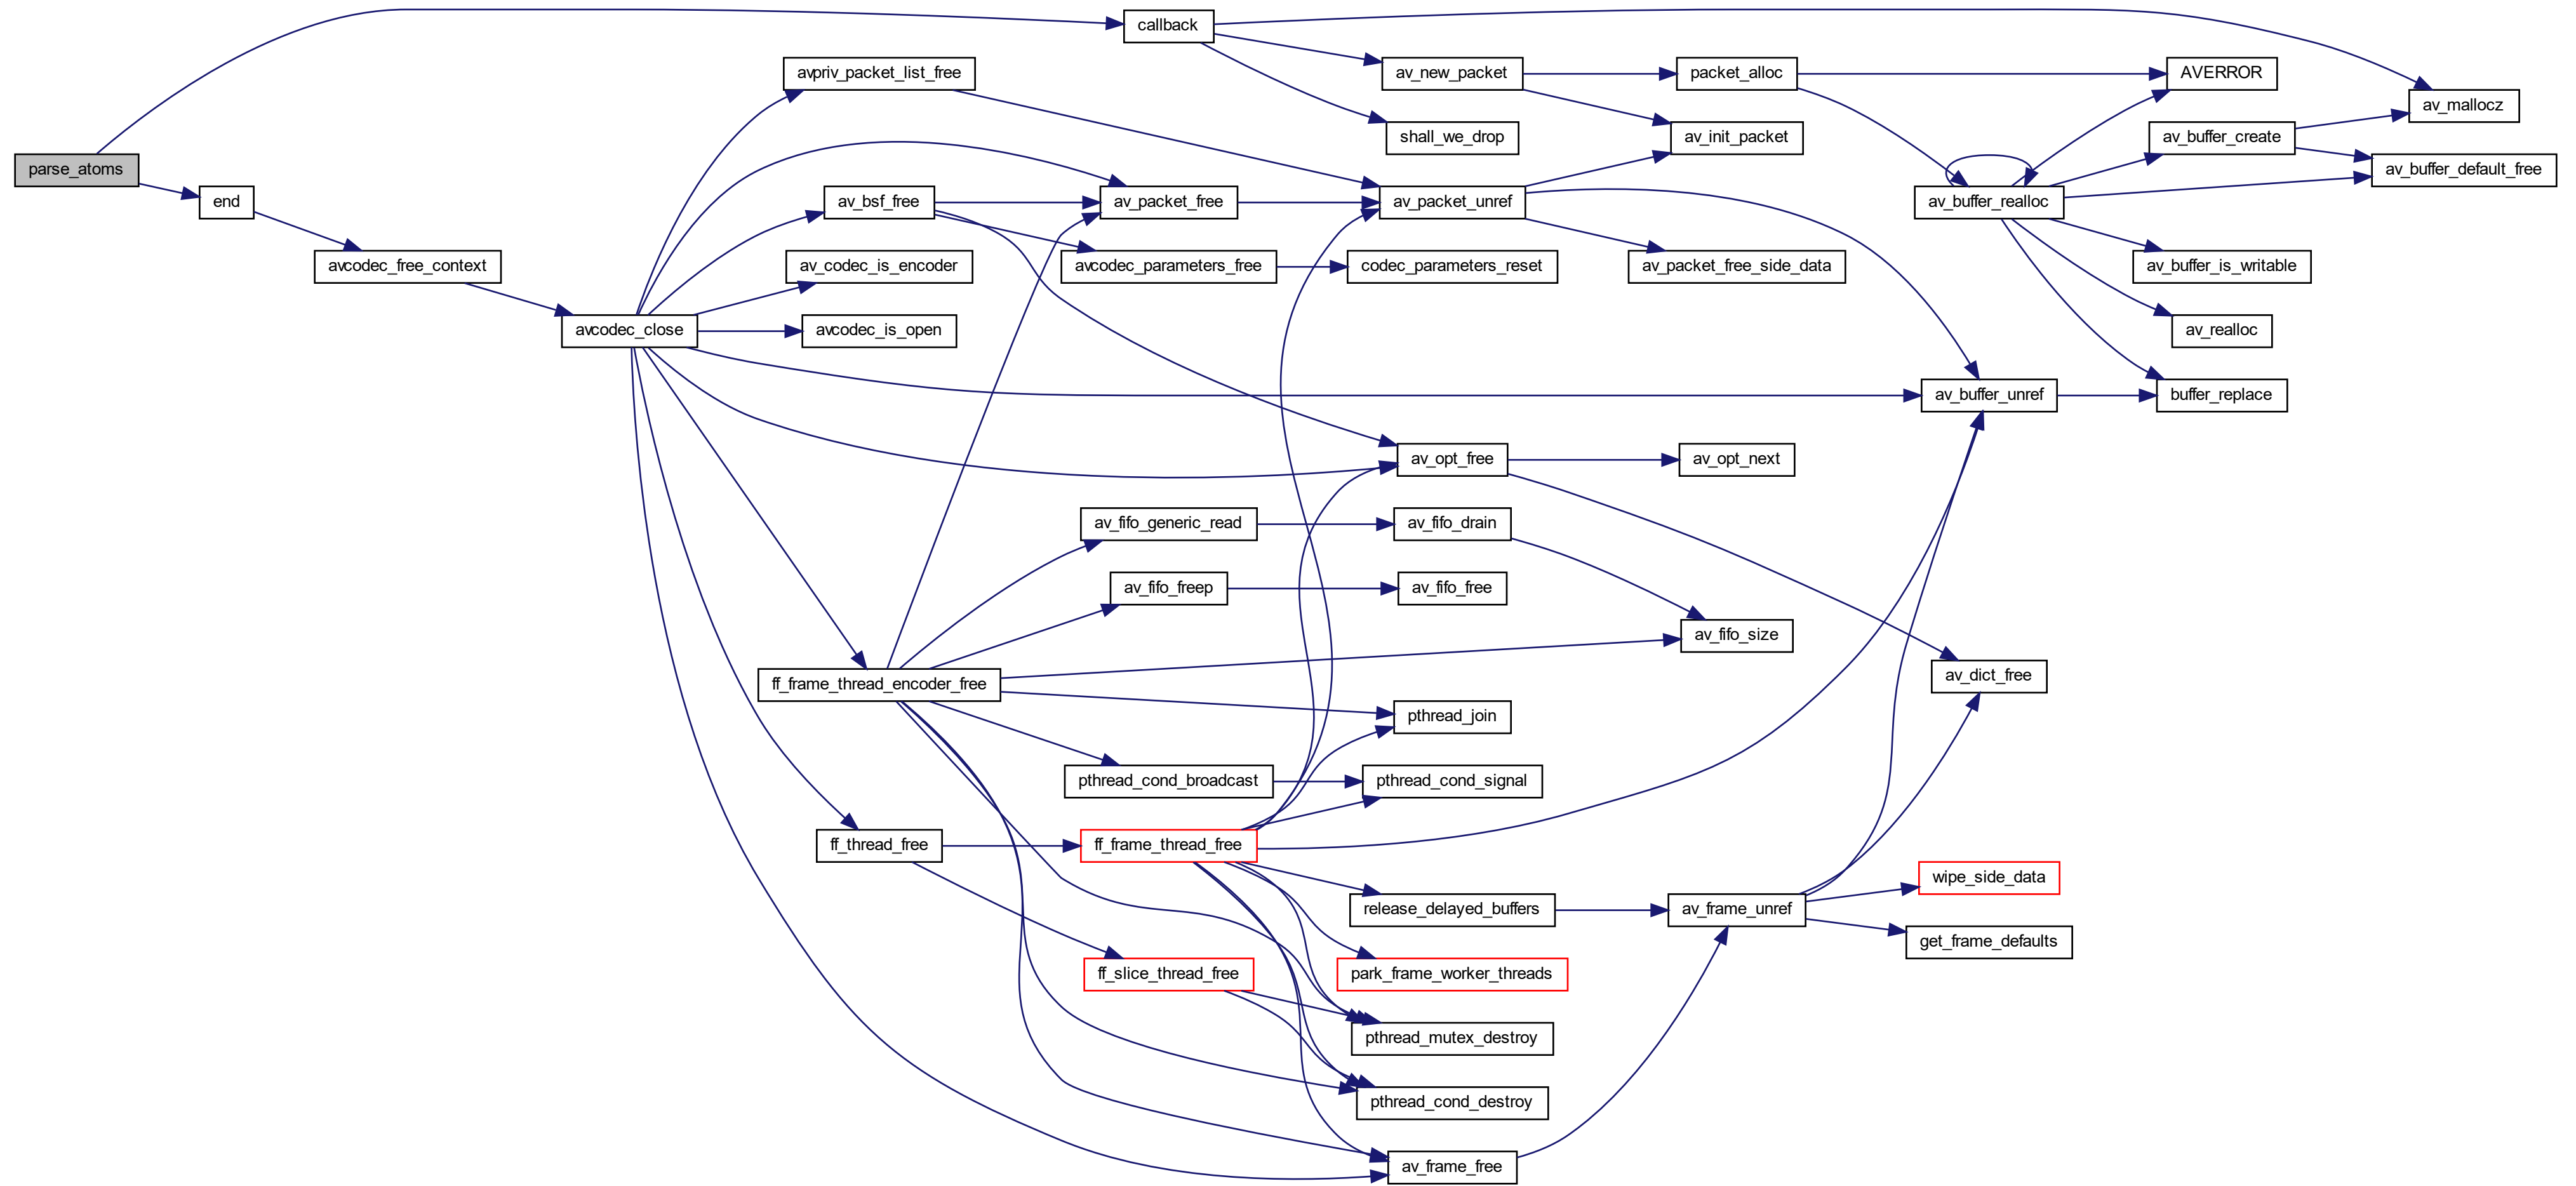 parse_atoms
end
avcodec_free_context
avcodec_close
avpriv_packet_list_free
av_bsf_free
av_codec_is_encoder
avcodec_is_open
ff_frame_thread_encoder_free
ff_thread_free
callback
av_packet_free
avcodec_parameters_free
av_fifo_generic_read
av_fifo_freep
pthread_cond_broadcast
ff_frame_thread_free
ff_slice_thread_free
av_new_packet
shall_we_drop
av_packet_unref
codec_parameters_reset
av_opt_free
av_fifo_drain
av_fifo_free
pthread_join
pthread_cond_signal
release_delayed_buffers
park_frame_worker_threads
pthread_mutex_destroy
pthread_cond_destroy
av_frame_free
packet_alloc
av_init_packet
av_packet_free_side_data
av_opt_next
av_fifo_size
av_frame_unref
av_buffer_realloc
av_buffer_unref
av_dict_free
wipe_side_data
get_frame_defaults
AVERROR
av_buffer_create
av_buffer_is_writable
av_realloc
buffer_replace
av_mallocz
av_buffer_default_free